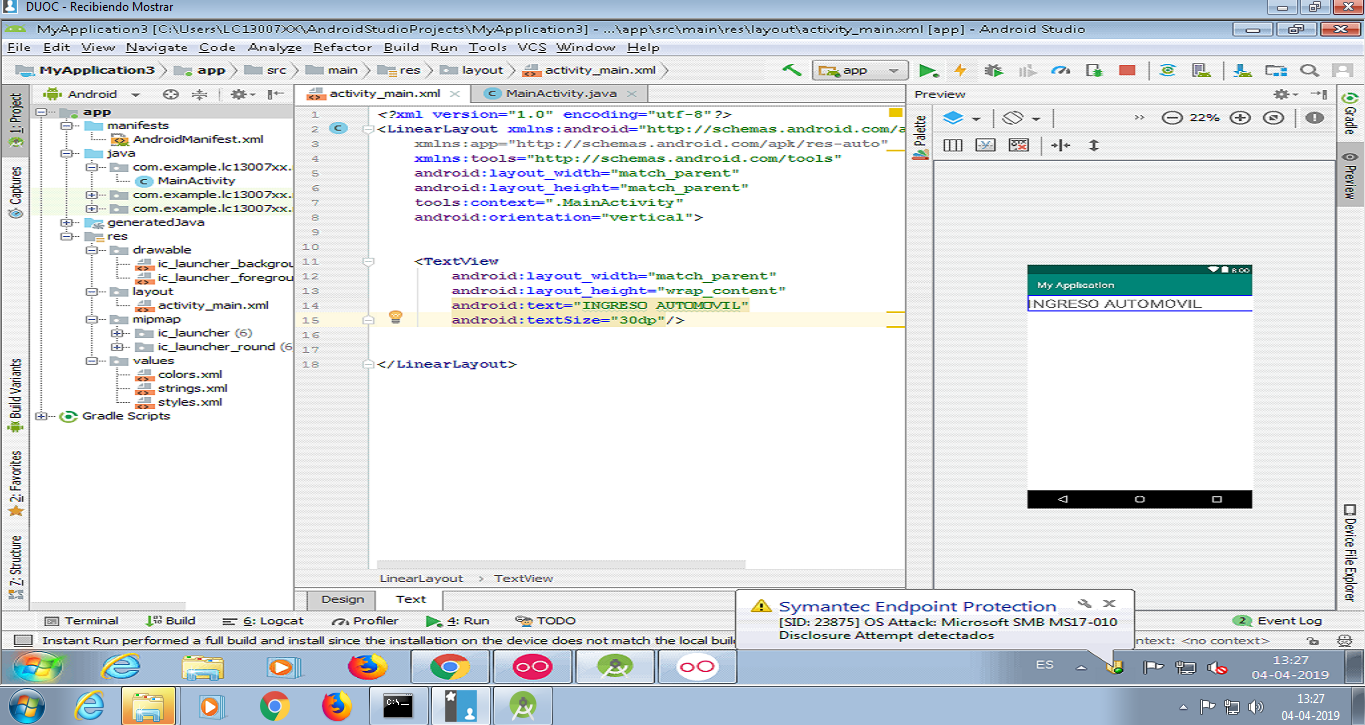 DUOC - Recibiendo Mostrar
MyApplication3 [C:\Users\LC13007XX\AndroidStudioProjects\MyApplication3] - ...\app\src\main\res\layout\activity_main.xml [app] - Android Studio
File Edit View Navigate Code Analyze Refactor Build Run Tools VCS Window Help
MyApplication3 app src main res layout activity_main.xml app
1: Project
Captures
Build Variants
2: Favorites
Z: Structure
Android
app
manifests
AndroidManifest.xml
java
com.example.lc13007xx.
MainActivity
com.example.lc13007xx.
com.example.lc13007xx.
generatedJava
res
drawable
ic_launcher_backgrou
ic_launcher_foregrou
layout
activity_main.xml
mipmap
ic_launcher (6)
ic_launcher_round (6
values
colors.xml
strings.xml
styles.xml
Gradle Scripts
activity_main.xml MainActivity.java
1 <?xml version="1.0" encoding="utf-8"?>
2 <LinearLayout xmlns:android="http://schemas.android.com/a
3 xmlns:app="http://schemas.android.com/apk/res-auto"
4 xmlns:tools="http://schemas.android.com/tools"
5 android:layout_width="match_parent"
6 android:layout_height="match_parent"
7 tools:context=".MainActivity"
8 android:orientation="vertical">
9
10
11 <TextView
12 android:layout_width="match_parent"
13 android:layout_height="wrap_content"
14 android:text="INGRESO AUTOMOVIL"
15 android:textSize="30dp"/>
16
17
18 </LinearLayout>
LinearLayout > TextView
Design Text
Preview
Palette
22%
8:00
My Application
INGRESO AUTOMOVIL
Gradle
Preview
Device File Explorer
Terminal Build 6: Logcat Profiler 4: Run TODO Event Log
Instant Run performed a full build and install since the installation on the device does not match the local build
ntext: <no context>
Symantec Endpoint Protection
[SID: 23875] OS Attack: Microsoft SMB MS17-010
Disclosure Attempt detectados
ES
13:27
04-04-2019
13:27
04-04-2019